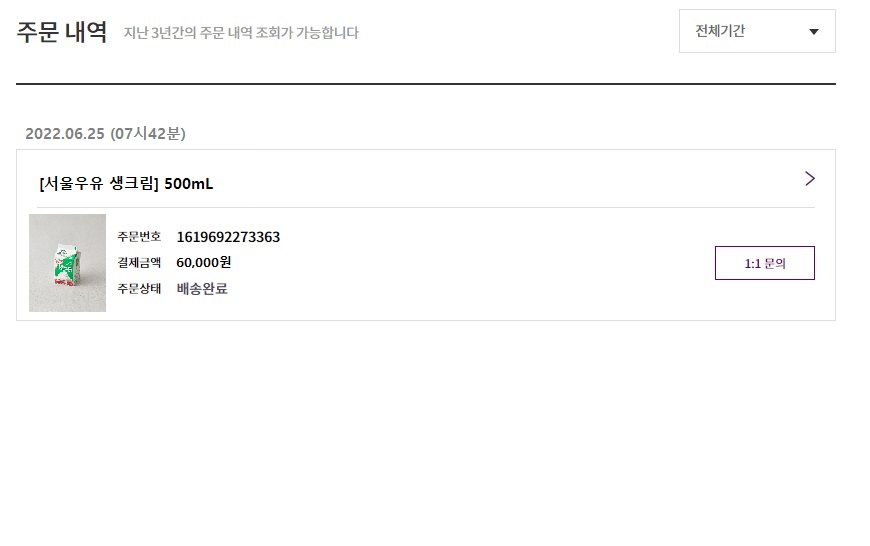 주문 내역 지난 3년간의 주문 내역 조회가 가능합니다 전체기간
2022.06.25 (07시42분)
[서울우유 생크림] 500mL
주문번호 1619692273363
결제금액 60,000원
1:1 문의
주문상태 배송완료